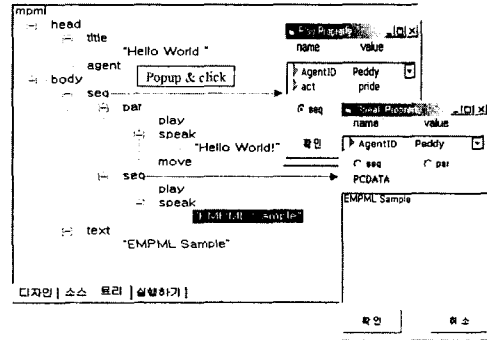 mpml
head
title
"Hello World "
agent
body
Popup & click
seq
par
play
speak
"Hello World!"
move
seq
play
speak
text
"EMPML Sample"
디자인 | 소스 | 트리 | 실행하기 |
name value
AgentID Peddy
act pride
seq
확인
name value
AgentID Peddy
seq par
PCDATA
EMPML Sample
확인 취소